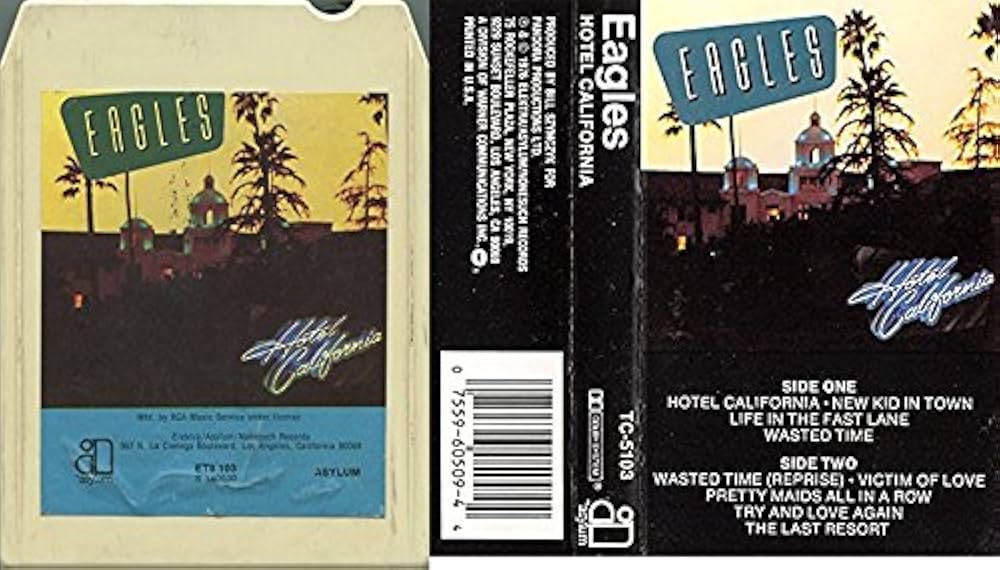 EAGLES
Hotel
California
Mfd. by RCA Music Service under license
Elektra/Asylum/Nonesuch Records
962 N. La Cienega Boulevard, Los Angeles, California 90069
asylum
ET8 103
ASYLUM
PRODUCED BY BILL SZYMCZYK FOR
PANDORA PRODUCTIONS LTD.
℗ & © 1976 ELEKTRA/ASYLUM/NONESUCH RECORDS
75 ROCKEFELLER PLAZA, NEW YORK, NY 10019,
9229 SUNSET BOULEVARD, LOS ANGELES, CA 90069
A DIVISION OF WARNER COMMUNICATIONS INC.
PRINTED IN U.S.A.
0 7559-60509-4 4
Eagles
HOTEL CALIFORNIA
DOLBY SYSTEM
TC-5103
asylum
EAGLES
Hotel
California
SIDE ONE
HOTEL CALIFORNIA • NEW KID IN TOWN
LIFE IN THE FAST LANE
WASTED TIME
SIDE TWO
WASTED TIME (REPRISE) • VICTIM OF LOVE
PRETTY MAIDS ALL IN A ROW
TRY AND LOVE AGAIN
THE LAST RESORT